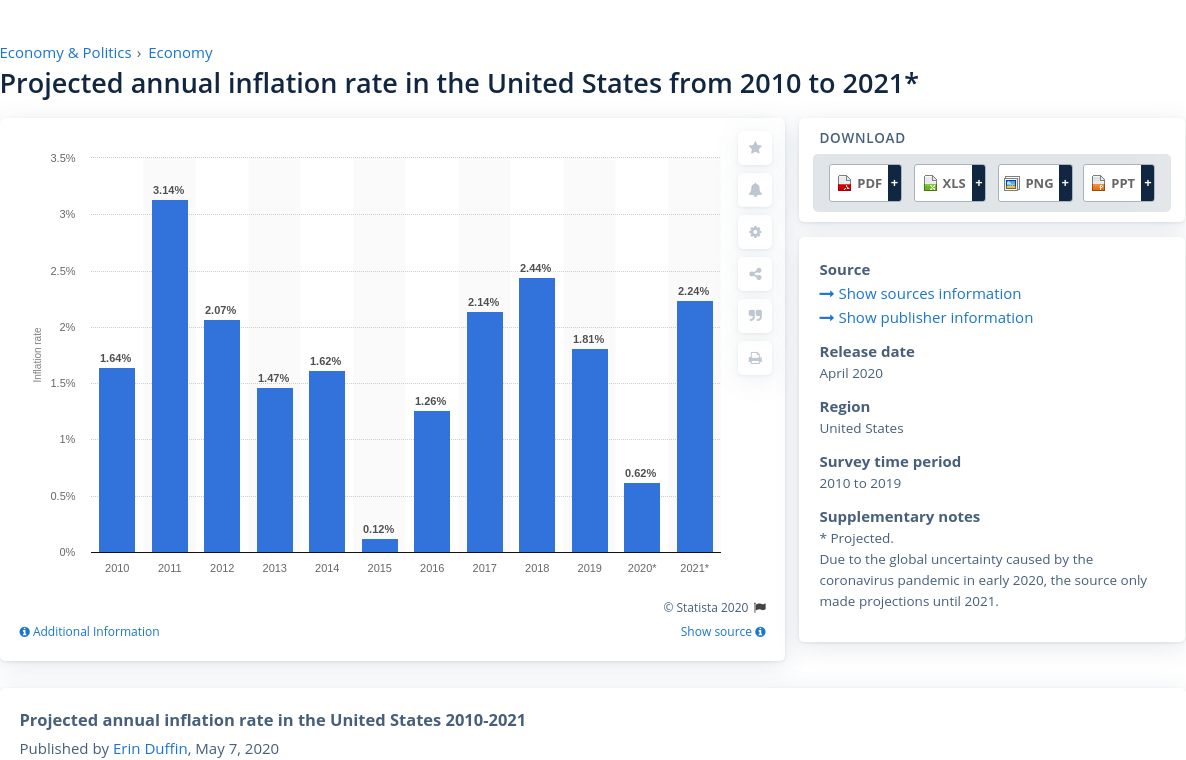 Economy & Politics › Economy
Projected annual inflation rate in the United States from 2010 to 2021*
Inflation rate
3.5%
3%
2.5%
2%
1.5%
1%
0.5%
0%
1.64%
3.14%
2.07%
1.47%
1.62%
0.12%
1.26%
2.14%
2.44%
1.81%
0.62%
2.24%
2010 2011 2012 2013 2014 2015 2016 2017 2018 2019 2020* 2021*
© Statista 2020
Additional Information
Show source
DOWNLOAD
PDF + XLS + PNG + PPT +
Source
Show sources information
Show publisher information
Release date
April 2020
Region
United States
Survey time period
2010 to 2019
Supplementary notes
* Projected.
Due to the global uncertainty caused by the
coronavirus pandemic in early 2020, the source only
made projections until 2021.
Projected annual inflation rate in the United States 2010-2021
Published by Erin Duffin, May 7, 2020